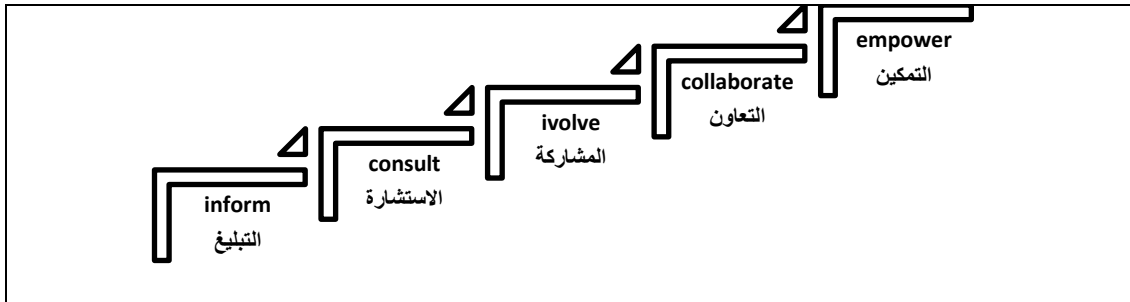 empower
التمكين
collaborate
التعاون
ivolve
المشاركة
consult
الاستشارة
inform
التبليغ